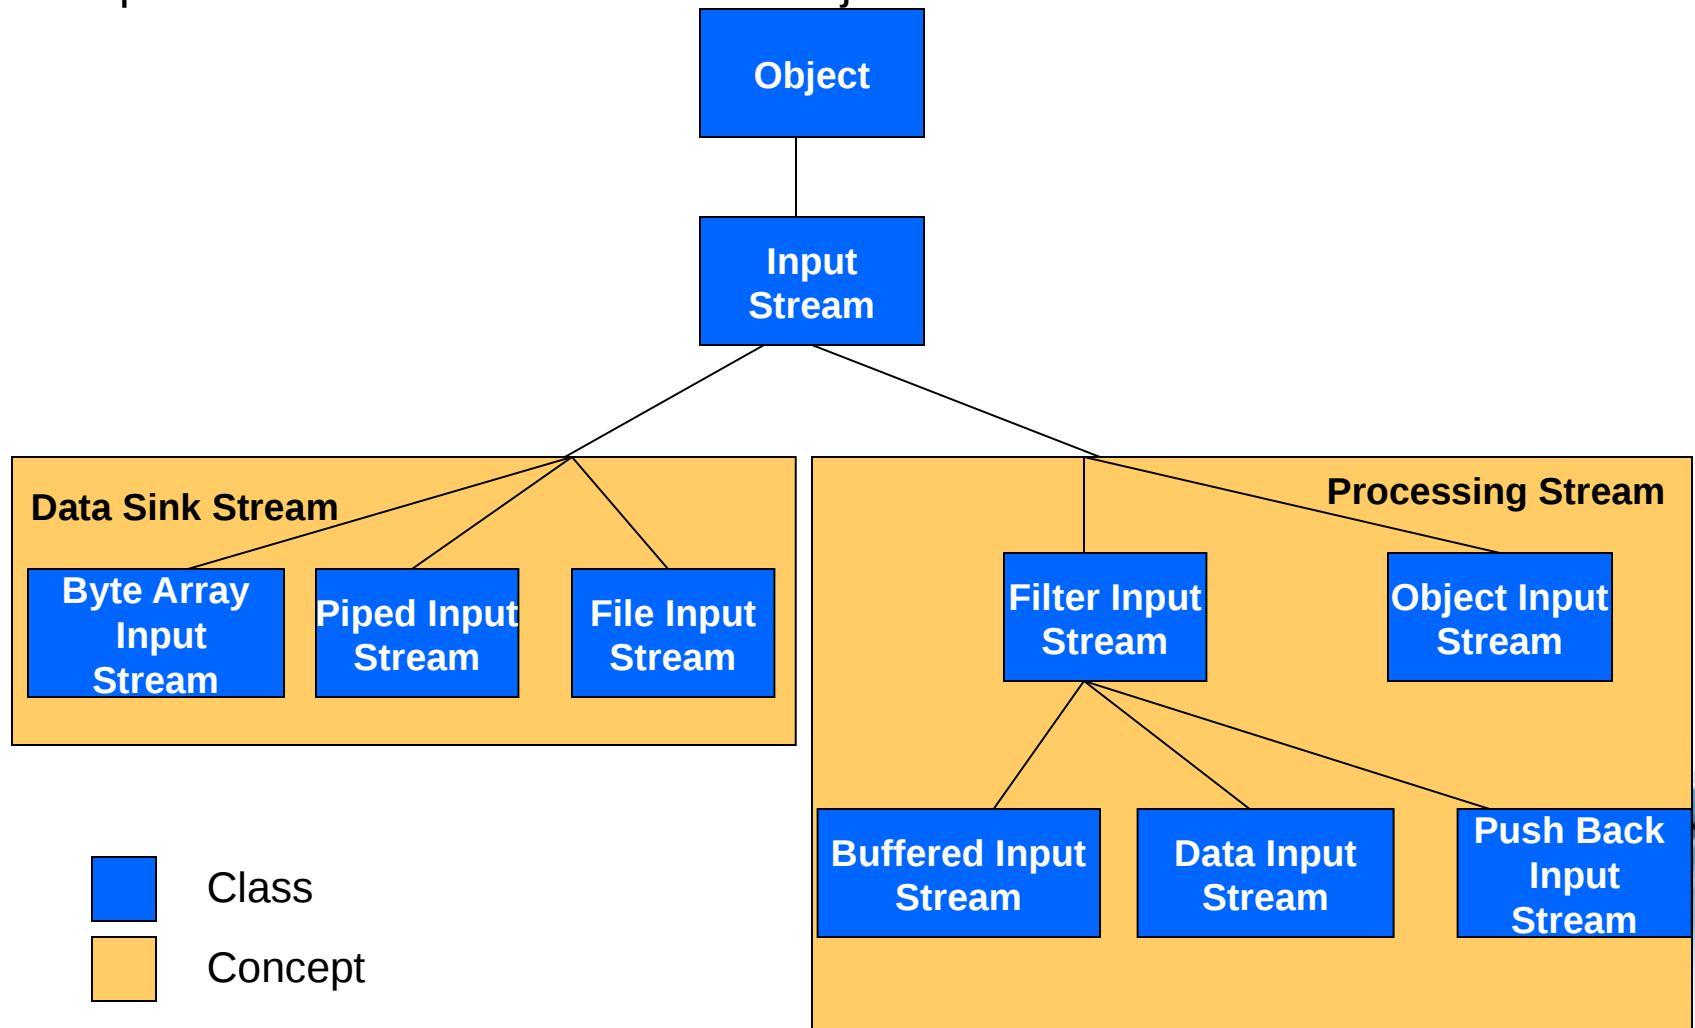 Object
Input
Stream
Data Sink Stream
Processing Stream
Byte Array
Input
Stream
Piped Input
Stream
File Input
Stream
Filter Input
Stream
Object Input
Stream
Buffered Input
Stream
Data Input
Stream
Push Back
Input
Stream
Class
Concept